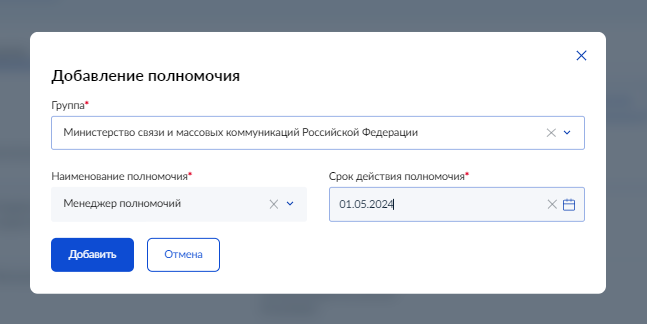 Добавление полномочия
Группа*
Министерство связи и массовых коммуникаций Российской Федерации
Наименование полномочия* Срок действия полномочия*
Менеджер полномочий 01.05.2024
Добавить Отмена